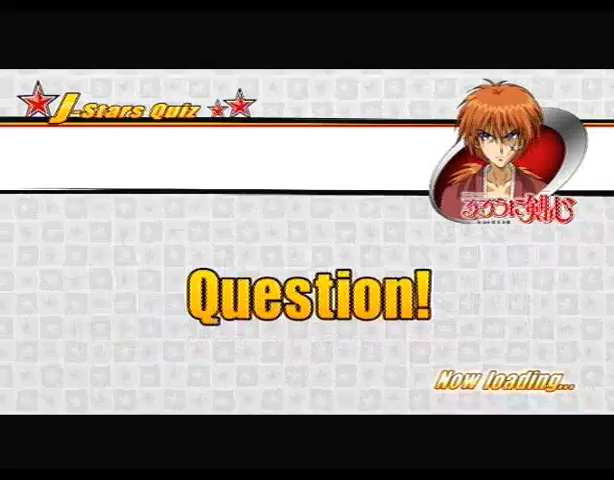 J-Stars Quiz
るろうに剣心
Question!
Now loading...